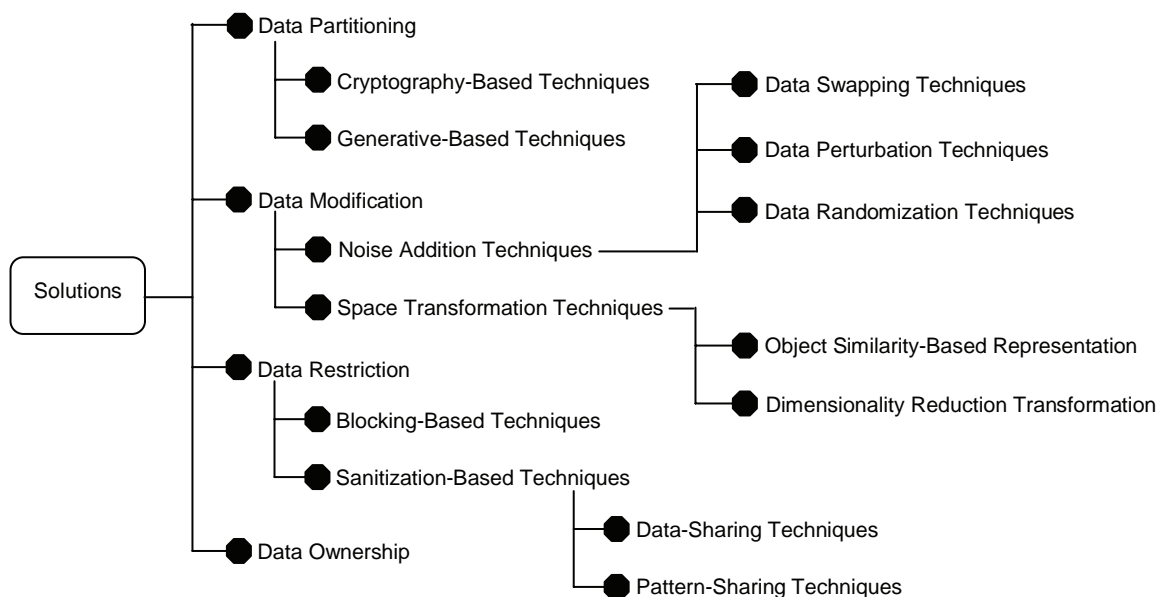 Solutions
Data Partitioning
Cryptography-Based Techniques
Generative-Based Techniques
Data Modification
Noise Addition Techniques
Data Swapping Techniques
Data Perturbation Techniques
Data Randomization Techniques
Space Transformation Techniques
Object Similarity-Based Representation
Dimensionality Reduction Transformation
Data Restriction
Blocking-Based Techniques
Sanitization-Based Techniques
Data-Sharing Techniques
Pattern-Sharing Techniques
Data Ownership